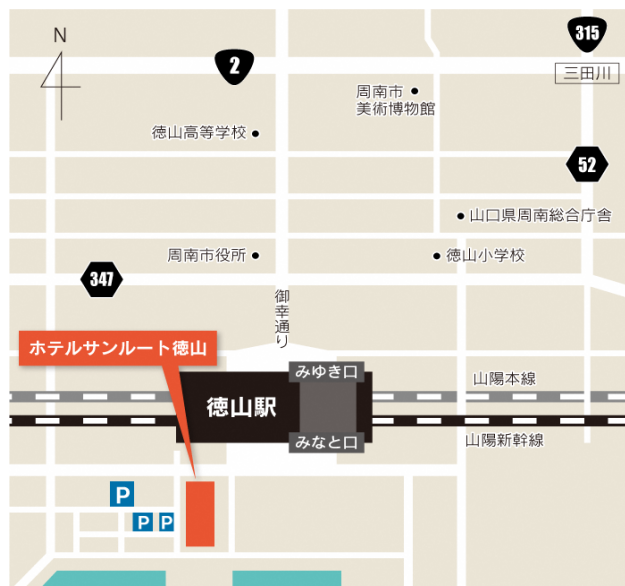 N
315
2
三田川
周南市
美術博物館
徳山高等学校
52
山口県周南総合庁舎
周南市役所
徳山小学校
347
御幸通り
ホテルサンルート徳山
みゆき口
山陽本線
徳山駅
みなと口
山陽新幹線
P
P
P